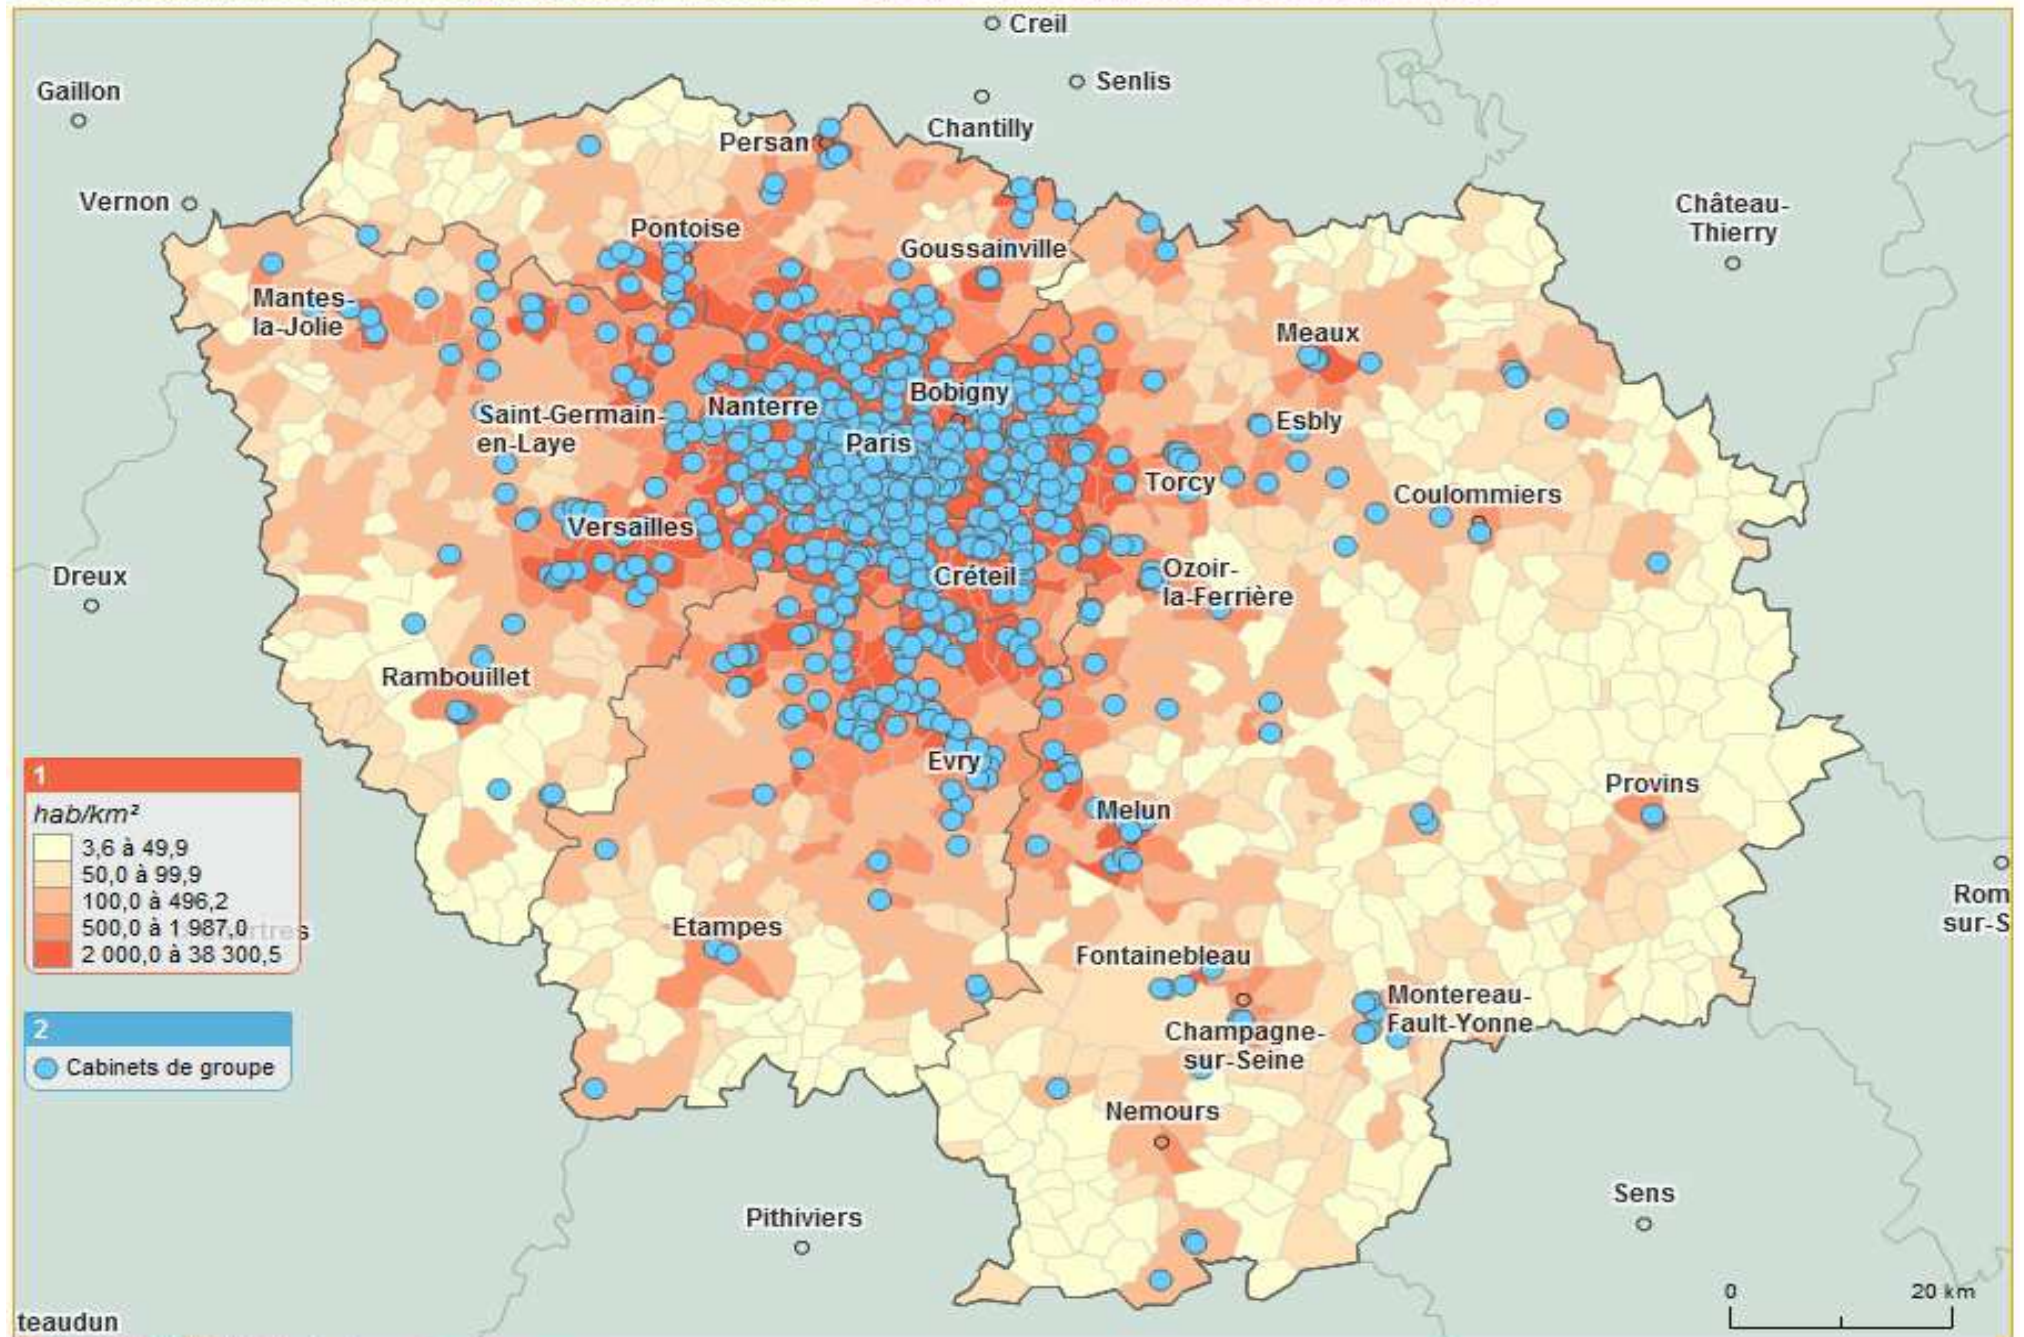 Creil
Senlis
Gaillon
Chantilly
Persan
Vernon
Château-
Thierry
Pontoise
Goussainville
Mantes-
la-Jolie
Meaux
Bobigny
Nanterre
Saint-Germain-
en-Laye
Esbly
Paris
Torcy
Coulommiers
Versailles
Dreux
Créteil
Ozoir-
la-Ferrière
Rambouillet
Evry
Provins
Melun
1
hab/km²
3,6 à 49,9
50,0 à 99,9
100,0 à 496,2
500,0 à 1 987,0
2 000,0 à 38 300,5
Rom
sur-S
Etampes
Fontainebleau
Montereau-
Fault-Yonne
2
Cabinets de groupe
Champagne-
sur-Seine
Nemours
Sens
Pithiviers
0 20 km
teaudun